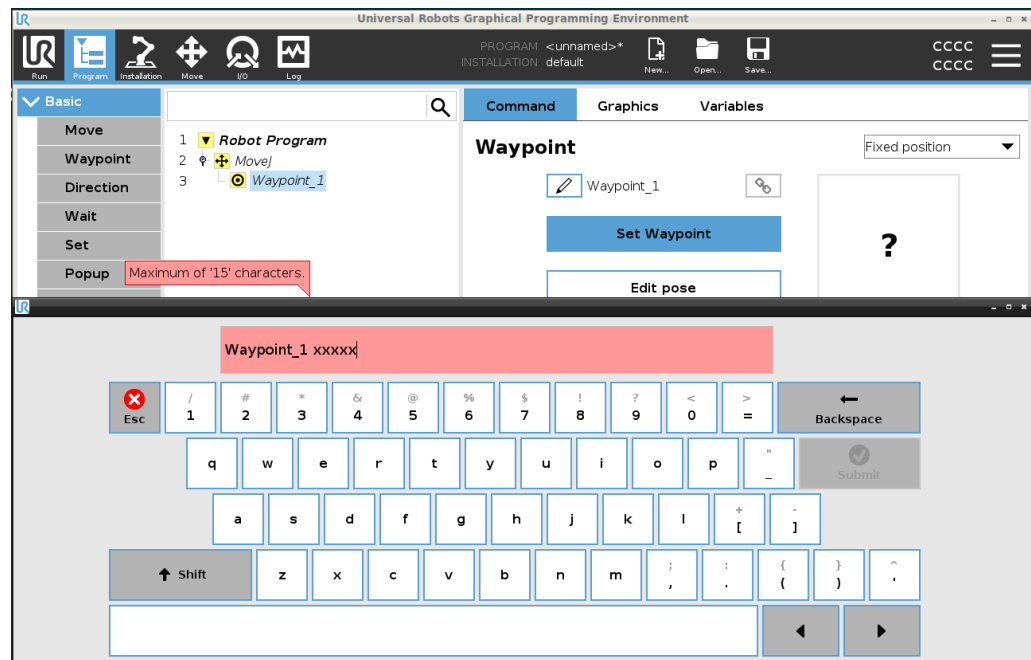 UR Universal Robots Graphical Programming Environment
UR
Run Program Installation Move I/O Log
PROGRAM <unnamed>*
INSTALLATION default
New... Open... Save...
CCCC
CCCC
Basic
Move
Waypoint
Direction
Wait
Set
Popup
1 Robot Program
2 MoveJ
3 Waypoint_1
Maximum of '15' characters.
Command Graphics Variables
Waypoint
Fixed position
Waypoint_1
Set Waypoint
?
Edit pose
UR
Waypoint_1 xxxxx
Esc / 1 # 2 * 3 & 4 @ 5 % 6 $ 7 ! 8 ? 9 < 0 > = Backspace
q w e r t y u i o p " _ Submit
a s d f g h j k l + [ - ]
Shift z x c v b n m ; , : . { ( } ) ^ '